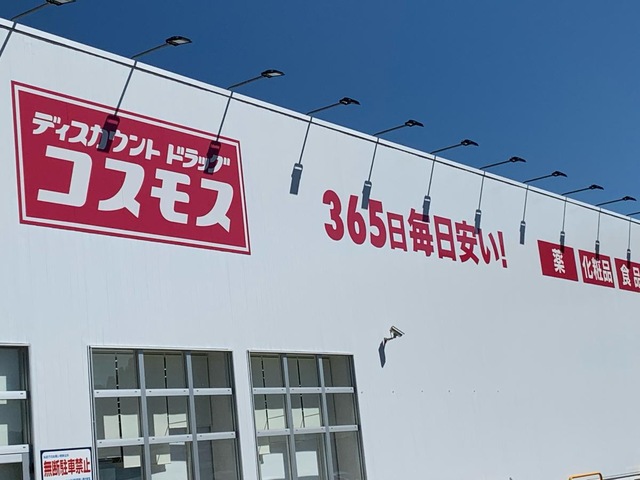 ディスカウント ドラッグ
コスモス
365日毎日安い!
薬
化粧品
食品
無断駐車禁止